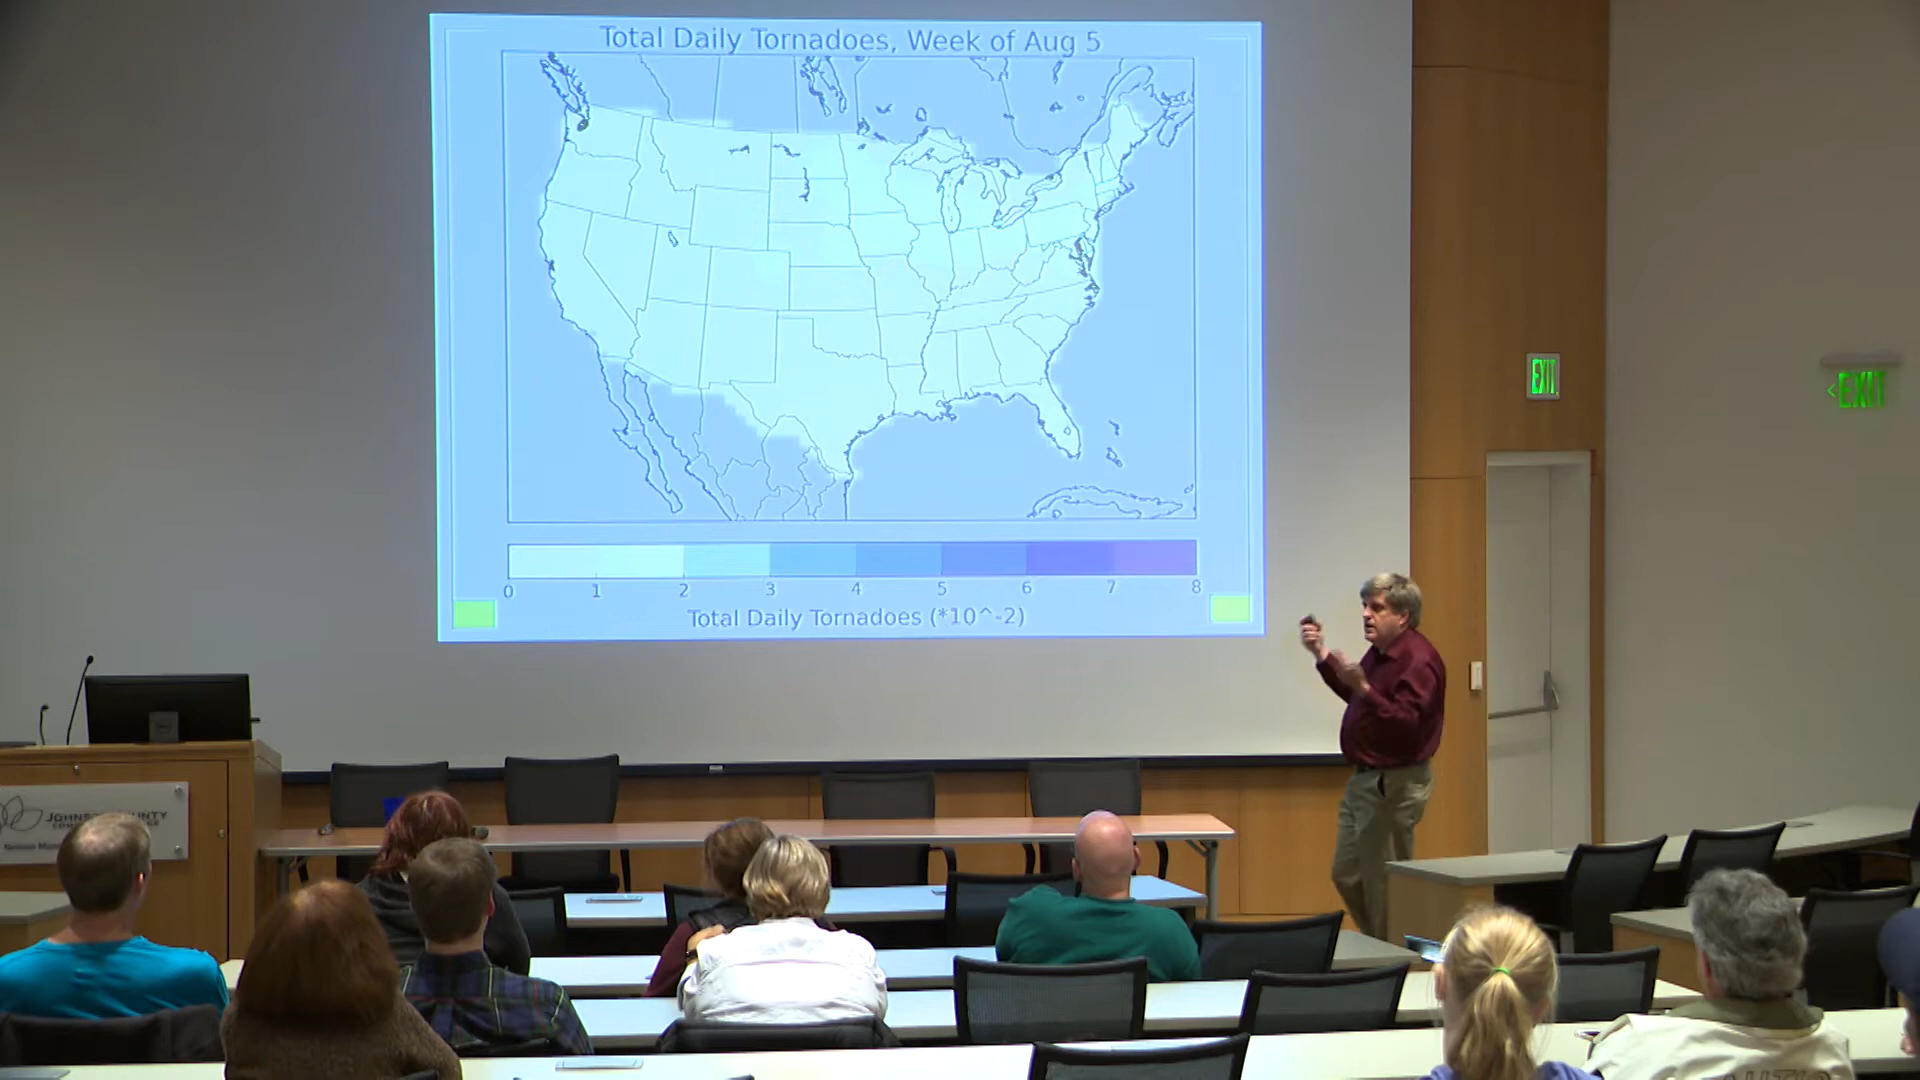 Total Daily Tornadoes, Week of Aug 5
0 1 2 3 4 5 6 7 8
Total Daily Tornadoes (*10^-2)
EXIT
<EXIT